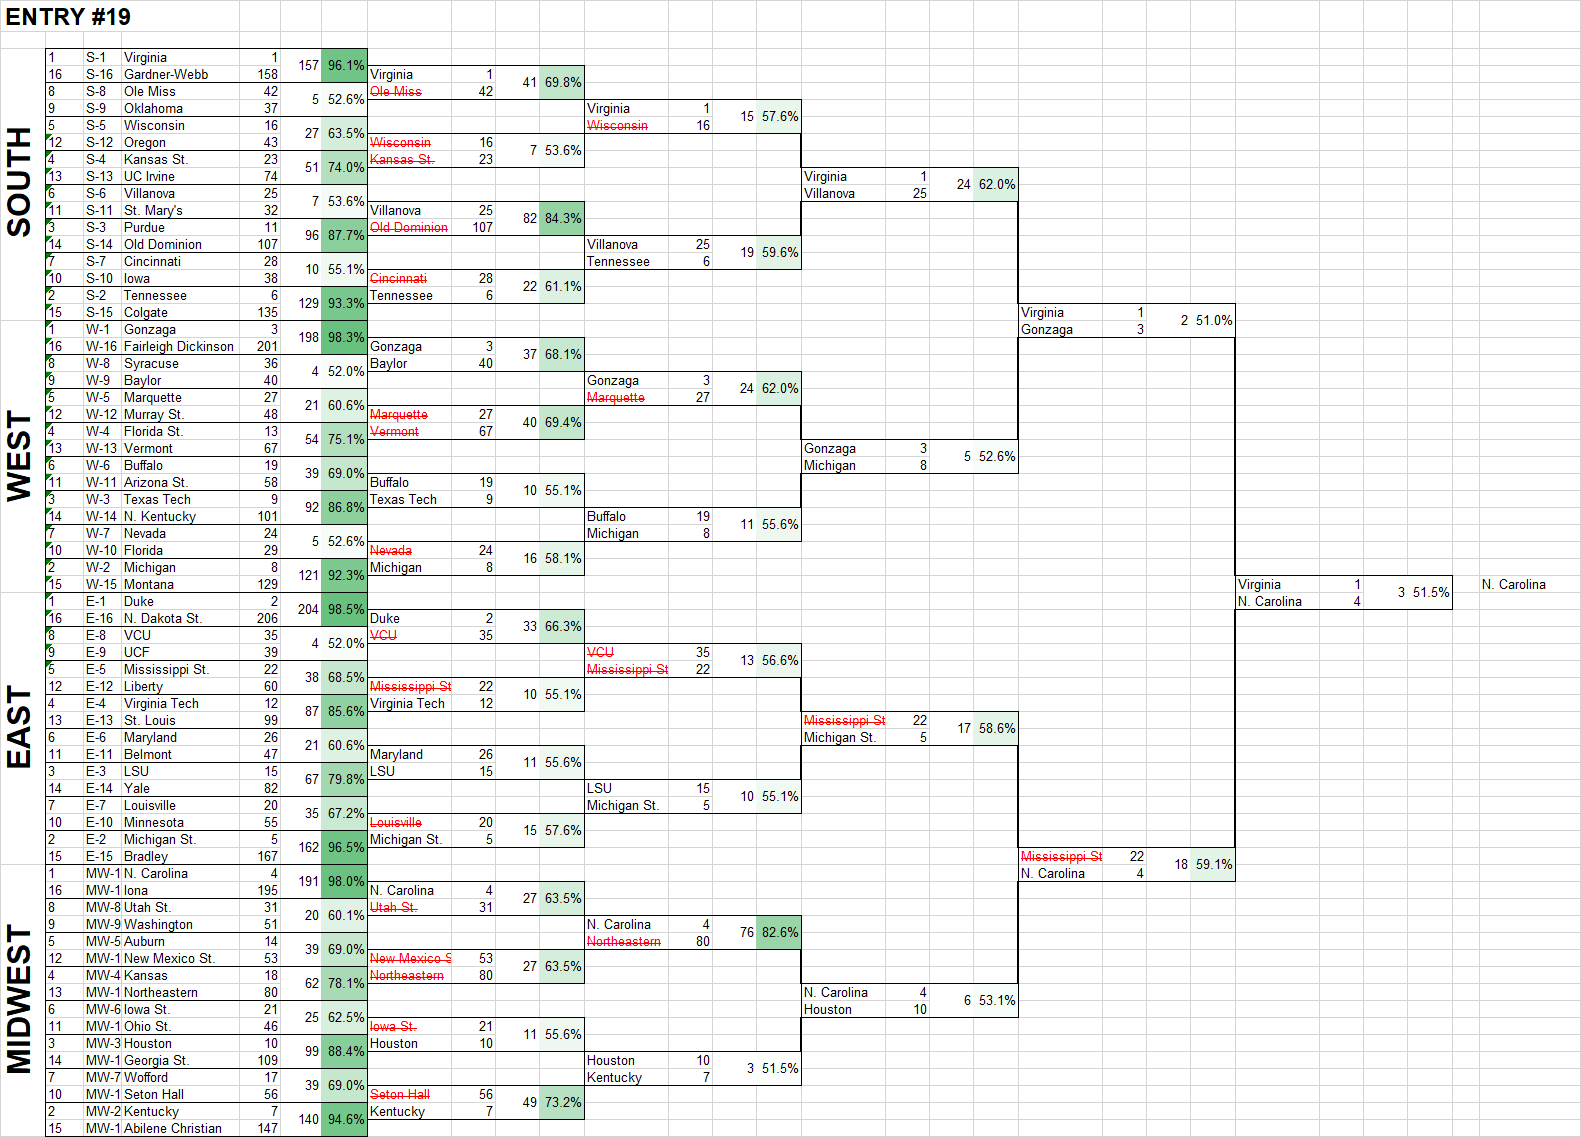 ENTRY #19
SOUTH
1 S-1 Virginia 1
157 96.1%
16 S-16 Gardner-Webb 158
Virginia 1
41 69.8%
8 S-8 Ole Miss 42
Ole Miss 42
5 52.6%
9 S-9 Oklahoma 37
Virginia 1
15 57.6%
5 S-5 Wisconsin 16
Wisconsin 16
27 63.5%
12 S-12 Oregon 43
Wisconsin 16
7 53.6%
4 S-4 Kansas St. 23
Kansas St. 23
51 74.0%
13 S-13 UC Irvine 74
Virginia 1
24 62.0%
6 S-6 Villanova 25
Villanova 25
7 53.6%
11 S-11 St. Mary's 32
Villanova 25
82 84.3%
3 S-3 Purdue 11
Old Dominion 107
96 87.7%
14 S-14 Old Dominion 107
Villanova 25
19 59.6%
7 S-7 Cincinnati 28
Tennessee 6
10 55.1%
10 S-10 Iowa 38
Cincinnati 28
22 61.1%
2 S-2 Tennessee 6
Tennessee 6
129 93.3%
15 S-15 Colgate 135
Virginia 1
2 51.0%
WEST
1 W-1 Gonzaga 3
Gonzaga 3
198 98.3%
16 W-16 Fairleigh Dickinson 201
Gonzaga 3
37 68.1%
8 W-8 Syracuse 36
Baylor 40
4 52.0%
9 W-9 Baylor 40
Gonzaga 3
24 62.0%
5 W-5 Marquette 27
Marquette 27
21 60.6%
12 W-12 Murray St. 48
Marquette 27
40 69.4%
4 W-4 Florida St. 13
Vermont 67
54 75.1%
13 W-13 Vermont 67
Gonzaga 3
5 52.6%
6 W-6 Buffalo 19
Michigan 8
39 69.0%
11 W-11 Arizona St. 58
Buffalo 19
10 55.1%
3 W-3 Texas Tech 9
Texas Tech 9
92 86.8%
14 W-14 N. Kentucky 101
Buffalo 19
11 55.6%
7 W-7 Nevada 24
Michigan 8
5 52.6%
10 W-10 Florida 29
Nevada 24
16 58.1%
2 W-2 Michigan 8
Michigan 8
121 92.3%
15 W-15 Montana 129
Virginia 1
3 51.5%
N. Carolina
EAST
1 E-1 Duke 2
N. Carolina 4
204 98.5%
16 E-16 N. Dakota St. 206
Duke 2
33 66.3%
8 E-8 VCU 35
VCU 35
4 52.0%
9 E-9 UCF 39
VCU 35
13 56.6%
5 E-5 Mississippi St. 22
Mississippi St 22
38 68.5%
12 E-12 Liberty 60
Mississippi St 22
10 55.1%
4 E-4 Virginia Tech 12
Virginia Tech 12
87 85.6%
13 E-13 St. Louis 99
Mississippi St 22
17 58.6%
6 E-6 Maryland 26
Michigan St. 5
21 60.6%
11 E-11 Belmont 47
Maryland 26
11 55.6%
3 E-3 LSU 15
LSU 15
67 79.8%
14 E-14 Yale 82
LSU 15
10 55.1%
7 E-7 Louisville 20
Michigan St. 5
35 67.2%
10 E-10 Minnesota 55
Louisville 20
15 57.6%
2 E-2 Michigan St. 5
Michigan St. 5
162 96.5%
15 E-15 Bradley 167
Mississippi St 22
18 59.1%
MIDWEST
1 MW-1 N. Carolina 4
N. Carolina 4
191 98.0%
16 MW-1 Iona 195
N. Carolina 4
27 63.5%
8 MW-8 Utah St. 31
Utah St. 31
20 60.1%
9 MW-9 Washington 51
N. Carolina 4
76 82.6%
5 MW-5 Auburn 14
Northeastern 80
39 69.0%
12 MW-1 New Mexico St. 53
New Mexico S 53
27 63.5%
4 MW-4 Kansas 18
Northeastern 80
62 78.1%
13 MW-1 Northeastern 80
N. Carolina 4
6 53.1%
6 MW-6 Iowa St. 21
Houston 10
25 62.5%
11 MW-1 Ohio St. 46
Iowa St. 21
11 55.6%
3 MW-3 Houston 10
Houston 10
99 88.4%
14 MW-1 Georgia St. 109
Houston 10
3 51.5%
7 MW-7 Wofford 17
Kentucky 7
39 69.0%
10 MW-1 Seton Hall 56
Seton Hall 56
49 73.2%
2 MW-2 Kentucky 7
Kentucky 7
140 94.6%
15 MW-1 Abilene Christian 147